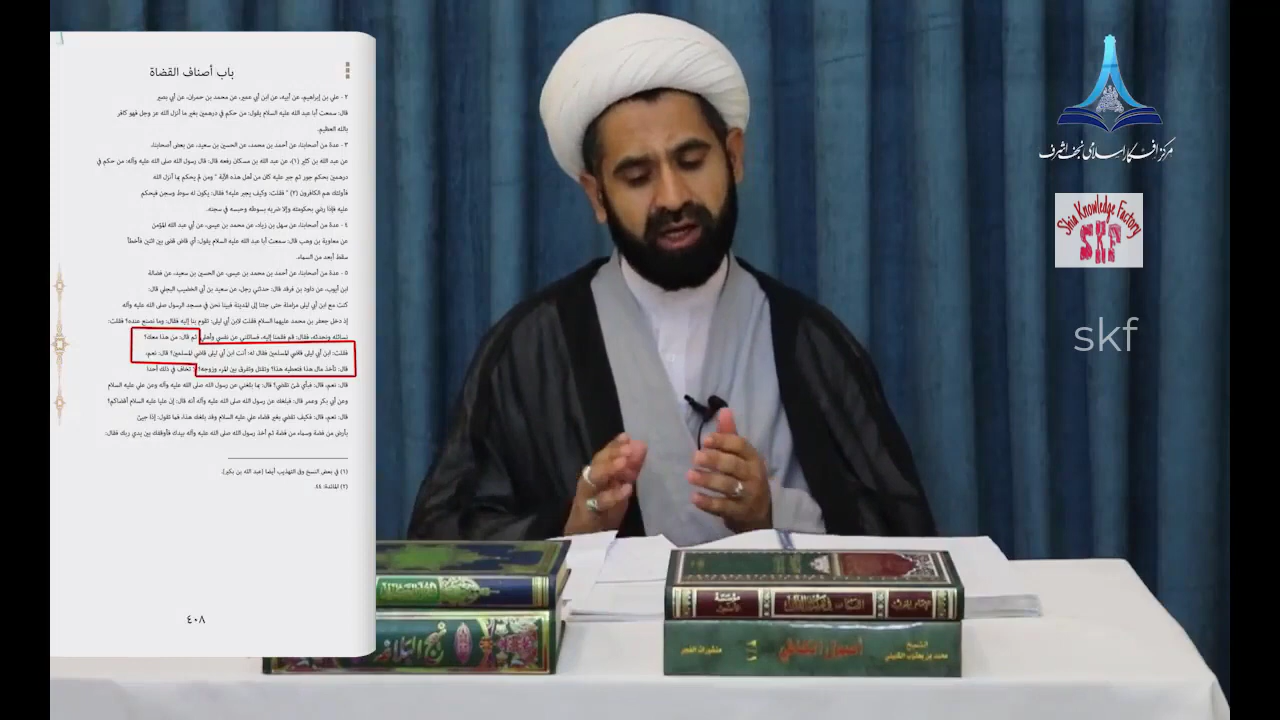 باب أصناف القضاة
٢ - علي بن إبراهيم، عن أبيه، عن ابن أبي عمير، عن محمد بن حمران، عن أبي بصير
قال: سمعت أبا عبد الله عليه السلام يقول: من حكم في درهمين بغير ما أنزل الله عز وجل فهو كافر
بالله العظيم.
٣ - عدة من أصحابنا، عن أحمد بن محمد، عن الحسين بن سعيد، عن بعض أصحابنا،
عن عبد الله بن كثير (١)، عن عبد الله بن مسكان رفعه قال: قال رسول الله صلى الله عليه وآله: من حكم في
درهمين بحكم جور ثم جبر عليه كان من أهل هذه الآية " ومن لم يحكم بما أنزل الله
فأولئك هم الكافرون (٢) " فقلت: وكيف يجبر عليه؟ فقال: يكون له سوط وسجن فيحكم
عليه فإذا رضي بحكومته وإلا ضربه بسوطه وحبسه في سجنه.
٤ - عدة من أصحابنا، عن سهل بن زياد، عن محمد بن عيسى، عن أبي عبد الله المؤمن
عن معاوية بن وهب قال: سمعت أبا عبد الله عليه السلام يقول: أي قاض قضى بين اثنين فأخطأ
سقط أبعد من السماء.
٥ - عدة من أصحابنا، عن أحمد بن محمد بن عيسى، عن الحسين بن سعيد، عن فضالة
ابن أيوب، عن داود بن فرقد قال: حدثني رجل، عن سعيد بن أبي الخضيب البجلي قال:
كنت مع ابن أبي ليلى مزاملة حتى جئنا إلى المدينة فبينا نحن في مسجد الرسول صلى الله عليه وآله
إذ دخل جعفر بن محمد عليهما السلام فقلت لابن أبي ليلى: تقوم بنا إليه فقال: وما نصنع عنده؟ فقلت:
نسائله ونحدثه، فقال: قم فقمنا إليه، فسائلني عن نفسي وأهلي ثم قال: من هذا معك؟
فقلت: ابن أبي ليلى قاضي المسلمين فقال له: أنت ابن أبي ليلى قاضي المسلمين؟ قال: نعم،
قال: تأخذ مال هذا فتعطيه هذا؟ وتقتل وتفرق بين المرء وزوجه؟ لا تخاف في ذلك أحدا
قال: نعم، قال: فبأي شئ تقضي؟ قال: بما بلغني عن رسول الله صلى الله عليه وآله وعن علي عليه السلام
وعن أبي بكر وعمر قال: فبلغك عن رسول الله صلى الله عليه وآله أنه قال: إن عليا عليه السلام أقضاكم؟
قال: نعم، قال: فكيف تقضي بغير قضاء علي عليه السلام وقد بلغك هذا، فما تقول: إذا جيئ
بأرض من فضة وسماء من فضة ثم أخذ رسول الله صلى الله عليه وآله بيدك فأوقفك بين يدي ربك فقال:
(١) في بعض النسخ وفي التهذيب أيضا [عبد الله بن بكير].
(٢) المائدة: ٤٤.
٤٠٨
مرکز افکار اسلامی نجف اشرف
Shia Knowledge Factory
SKF
skf
نهج البلاغة
أصول الكافي
الشيخ
محمد بن يعقوب الكليني
منشورات الفجر